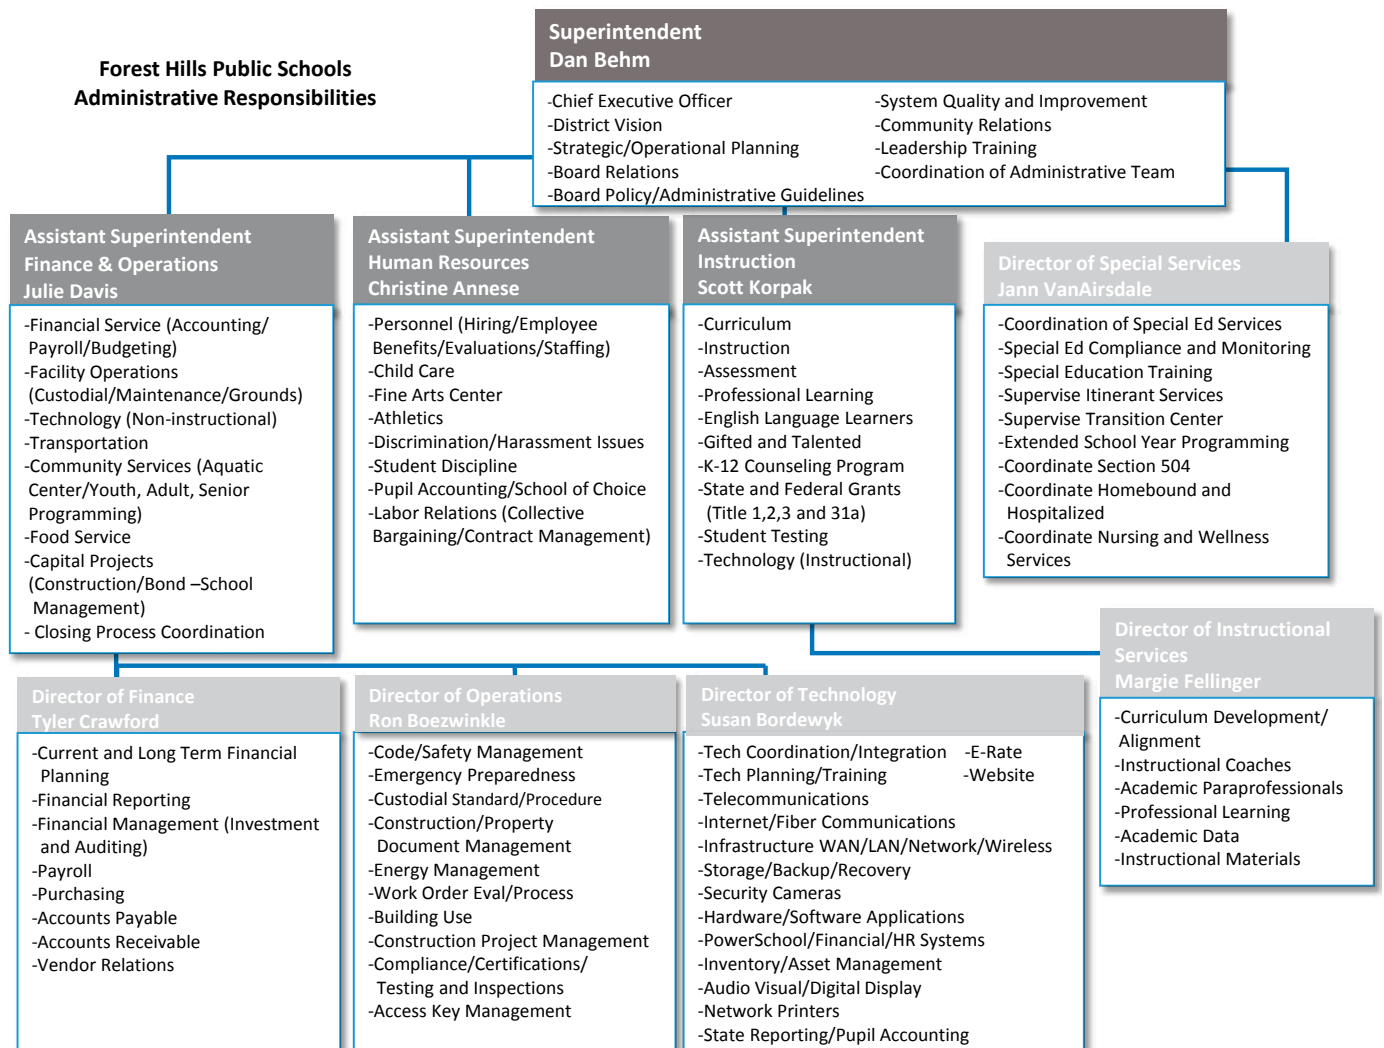 Forest Hills Public Schools
Administrative Responsibilities
Superintendent
Dan Behm
-Chief Executive Officer
-District Vision
-Strategic/Operational Planning
-Board Relations
-Board Policy/Administrative Guidelines
-System Quality and Improvement
-Community Relations
-Leadership Training
-Coordination of Administrative Team
Assistant Superintendent
Finance & Operations
Julie Davis
-Financial Service (Accounting/
Payroll/Budgeting)
-Facility Operations
(Custodial/Maintenance/Grounds)
-Technology (Non-instructional)
-Transportation
-Community Services (Aquatic
Center/Youth, Adult, Senior
Programming)
-Food Service
-Capital Projects
(Construction/Bond –School
Management)
- Closing Process Coordination
Assistant Superintendent
Human Resources
Christine Annese
-Personnel (Hiring/Employee
Benefits/Evaluations/Staffing)
-Child Care
-Fine Arts Center
-Athletics
-Discrimination/Harassment Issues
-Student Discipline
-Pupil Accounting/School of Choice
-Labor Relations (Collective
Bargaining/Contract Management)
Assistant Superintendent
Instruction
Scott Korpak
-Curriculum
-Instruction
-Assessment
-Professional Learning
-English Language Learners
-Gifted and Talented
-K-12 Counseling Program
-State and Federal Grants
(Title 1,2,3 and 31a)
-Student Testing
-Technology (Instructional)
Director of Special Services
Jann VanAirsdale
-Coordination of Special Ed Services
-Special Ed Compliance and Monitoring
-Special Education Training
-Supervise Itinerant Services
-Supervise Transition Center
-Extended School Year Programming
-Coordinate Section 504
-Coordinate Homebound and
Hospitalized
-Coordinate Nursing and Wellness
Services
Director of Finance
Tyler Crawford
-Current and Long Term Financial
Planning
-Financial Reporting
-Financial Management (Investment
and Auditing)
-Payroll
-Purchasing
-Accounts Payable
-Accounts Receivable
-Vendor Relations
Director of Operations
Ron Boezwinkle
-Code/Safety Management
-Emergency Preparedness
-Custodial Standard/Procedure
-Construction/Property
Document Management
-Energy Management
-Work Order Eval/Process
-Building Use
-Construction Project Management
-Compliance/Certifications/
Testing and Inspections
-Access Key Management
Director of Technology
Susan Bordewyk
-Tech Coordination/Integration -E-Rate
-Tech Planning/Training -Website
-Telecommunications
-Internet/Fiber Communications
-Infrastructure WAN/LAN/Network/Wireless
-Storage/Backup/Recovery
-Security Cameras
-Hardware/Software Applications
-PowerSchool/Financial/HR Systems
-Inventory/Asset Management
-Audio Visual/Digital Display
-Network Printers
-State Reporting/Pupil Accounting
Director of Instructional
Services
Margie Fellinger
-Curriculum Development/
Alignment
-Instructional Coaches
-Academic Paraprofessionals
-Professional Learning
-Academic Data
-Instructional Materials